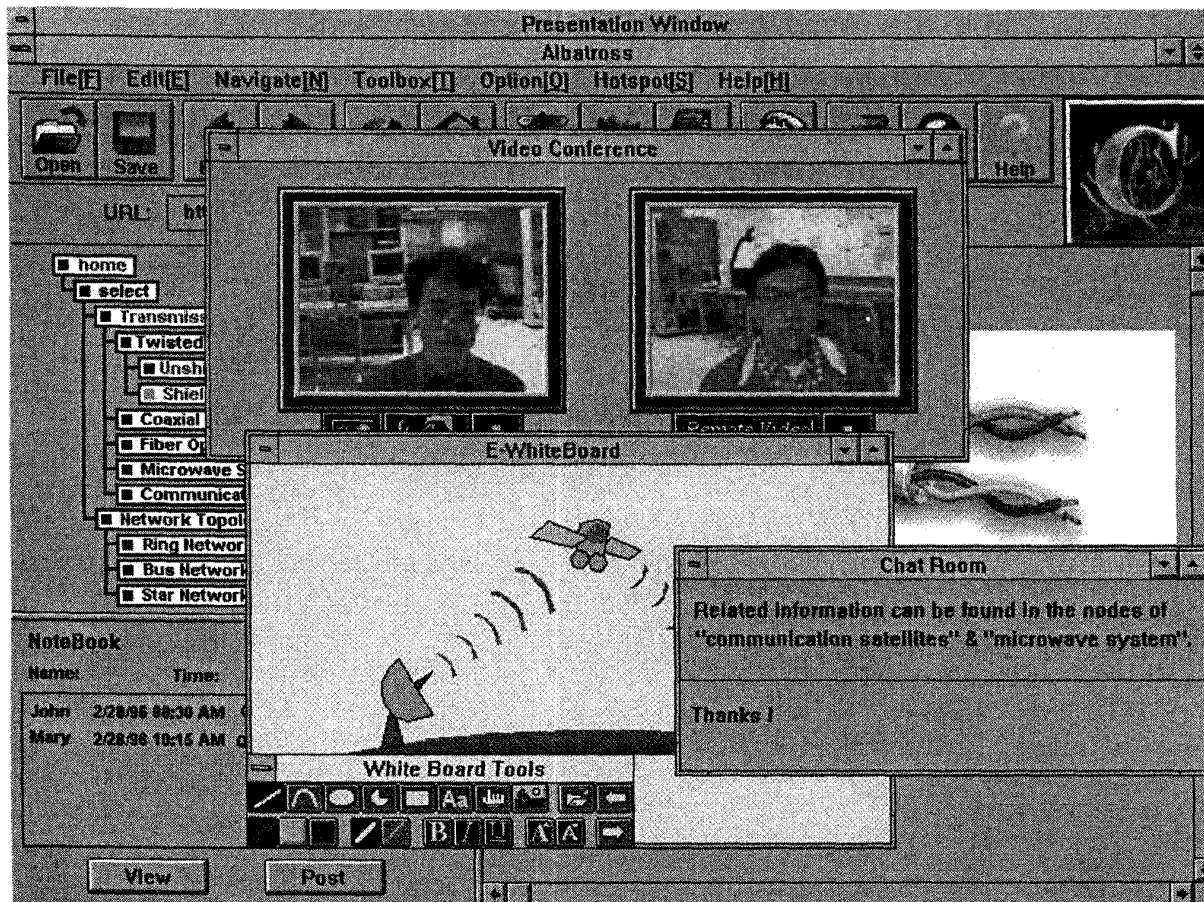 Presentation Window
Albatross
File[F] Edit[E] Navigate[N] Toolbox[T] Option[O] Hotspot[S] Help[H]
Open Save Help
Video Conference
URL: htt
home
select
Transmiss
Twisted
Unsh
Shiel
Coaxial
Fiber Op
Microwave S
Communicat
Network Topol
Ring Networ
Bus Network
Star Network
Remote Video
E-WhiteBoard
Chat Room
Related information can be found in the nodes of
"communication satellites" & "microwave system".
Thanks !
NoteBook
Name: Time:
John 2/28/96 08:30 AM
Mary 2/28/96 10:15 AM
White Board Tools
Aa
B I U A A
View Post